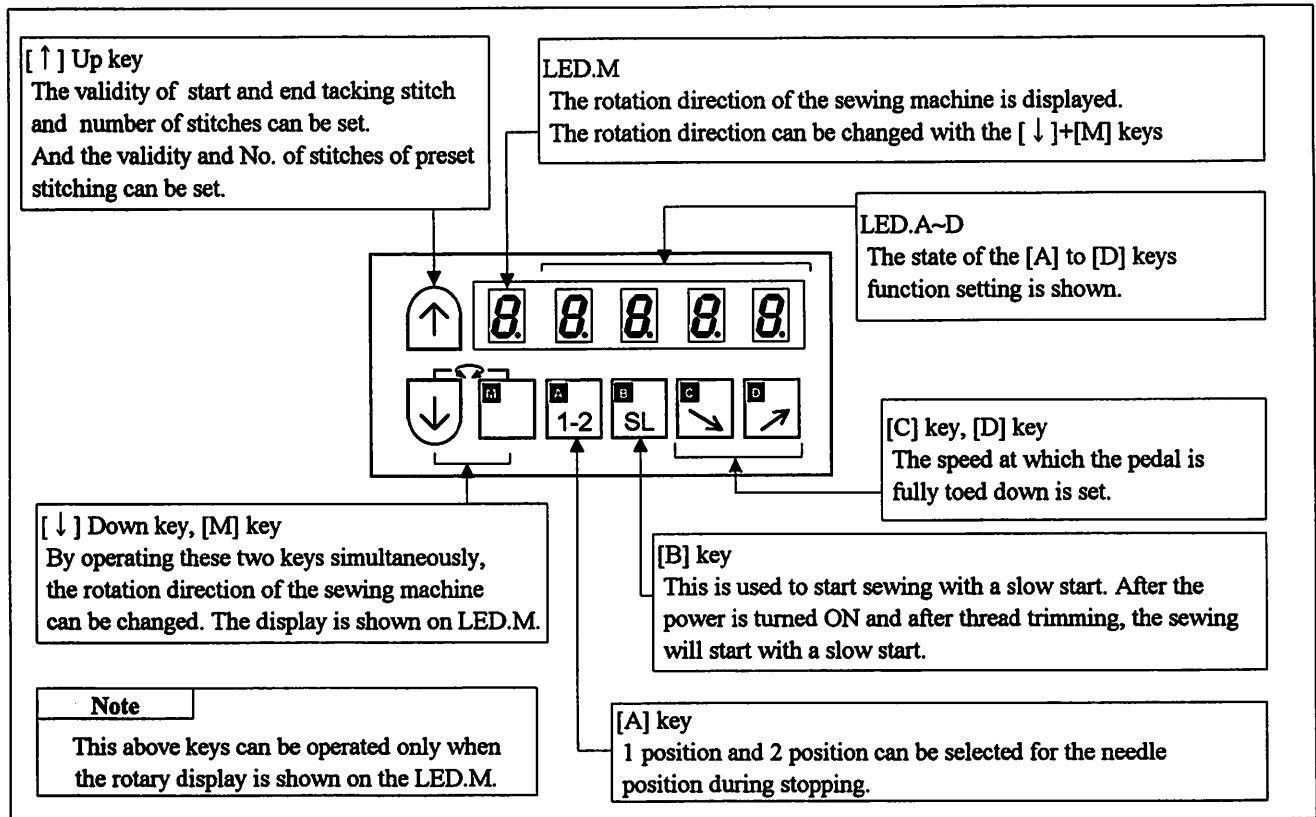 [ ↑ ] Up key
The validity of start and end tacking stitch
and number of stitches can be set.
And the validity and No. of stitches of preset
stitching can be set.
LED.M
The rotation direction of the sewing machine is displayed.
The rotation direction can be changed with the [ ↓ ]+[M] keys
LED.A~D
The state of the [A] to [D] keys
function setting is shown.
↑ 8. 8. 8. 8. 8.
↓ M A B C D
1-2 SL ↘ ↗
[C] key, [D] key
The speed at which the pedal is
fully toed down is set.
[ ↓ ] Down key, [M] key
By operating these two keys simultaneously,
the rotation direction of the sewing machine
can be changed. The display is shown on LED.M.
[B] key
This is used to start sewing with a slow start. After the
power is turned ON and after thread trimming, the sewing
will start with a slow start.
Note
This above keys can be operated only when
the rotary display is shown on the LED.M.
[A] key
1 position and 2 position can be selected for the needle
position during stopping.